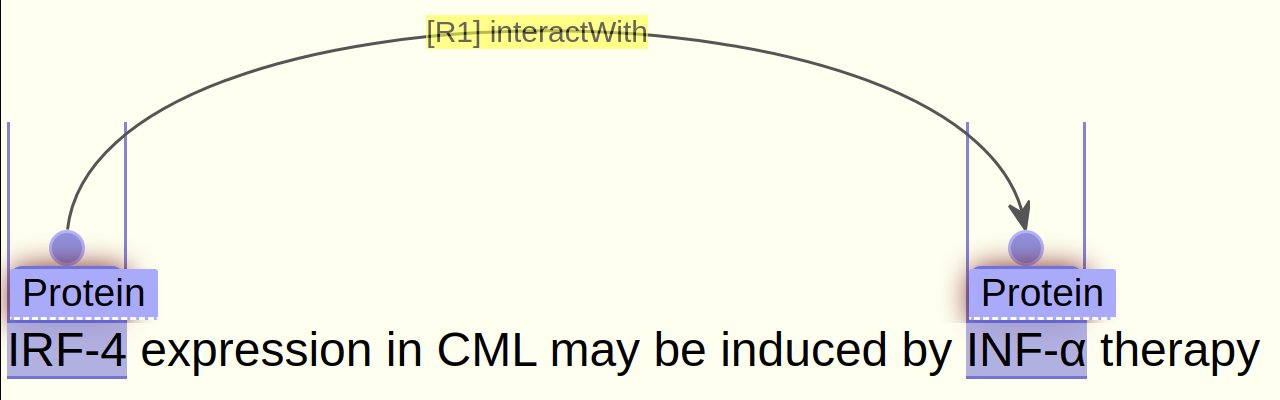 [R1] interactWith
Protein Protein
IRF-4 expression in CML may be induced by INF-α therapy